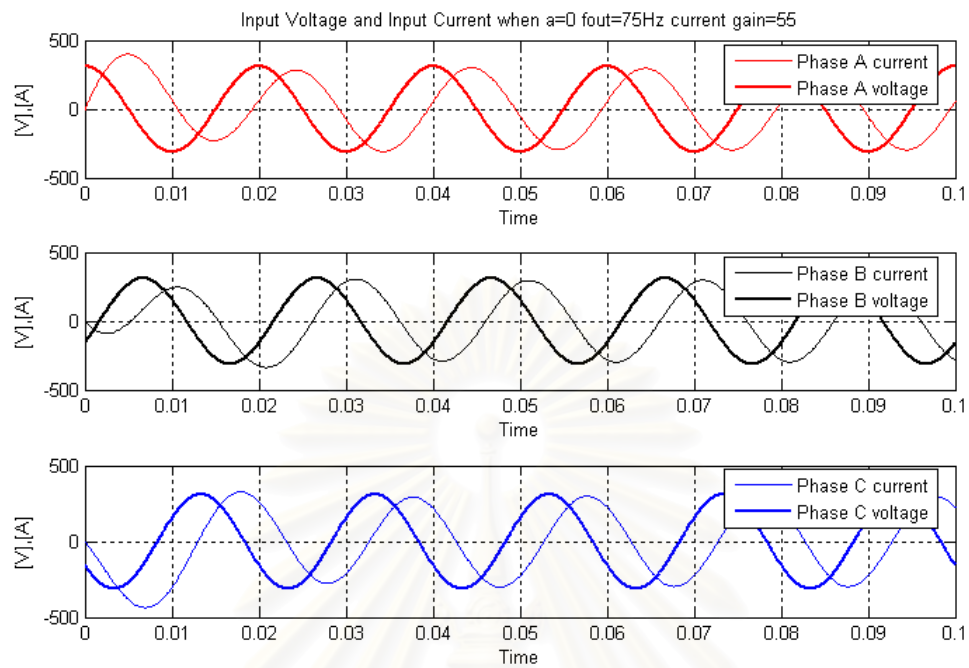 Input Voltage and Input Current when a=0 fout=75Hz current gain=55
[V],[A]
500
0
-500
Phase A current
Phase A voltage
0 0.01 0.02 0.03 0.04 0.05 0.06 0.07 0.08 0.09 0.1
Time
[V],[A]
500
0
-500
Phase B current
Phase B voltage
0 0.01 0.02 0.03 0.04 0.05 0.06 0.07 0.08 0.09 0.1
Time
[V],[A]
500
0
-500
Phase C current
Phase C voltage
0 0.01 0.02 0.03 0.04 0.05 0.06 0.07 0.08 0.09 0.1
Time